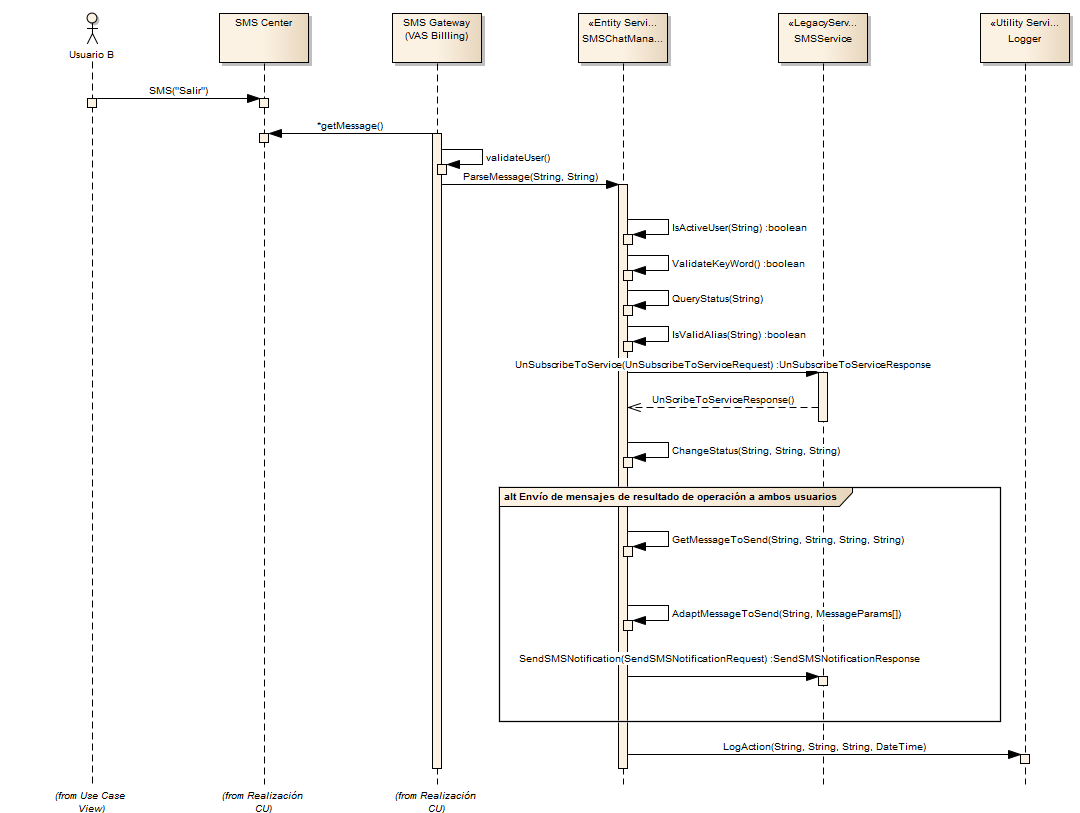 Usuario B
SMS Center
SMS Gateway
(VAS Billling)
«Entity Servi...
SMSChatMana...
«LegacyServ...
SMSService
«Utility Servi...
Logger
SMS("Salir")
*getMessage()
validateUser()
ParseMessage(String, String)
IsActiveUser(String) :boolean
ValidateKeyWord() :boolean
QueryStatus(String)
IsValidAlias(String) :boolean
UnSubscribeToService(UnSubscribeToServiceRequest) :UnSubscribeToServiceResponse
UnScribeToServiceResponse()
ChangeStatus(String, String, String)
alt Envío de mensajes de resultado de operación a ambos usuarios
GetMessageToSend(String, String, String, String)
AdaptMessageToSend(String, MessageParams[])
SendSMSNotification(SendSMSNotificationRequest) :SendSMSNotificationResponse
LogAction(String, String, String, DateTime)
(from Use Case
View)
(from Realización
CU)
(from Realización
CU)